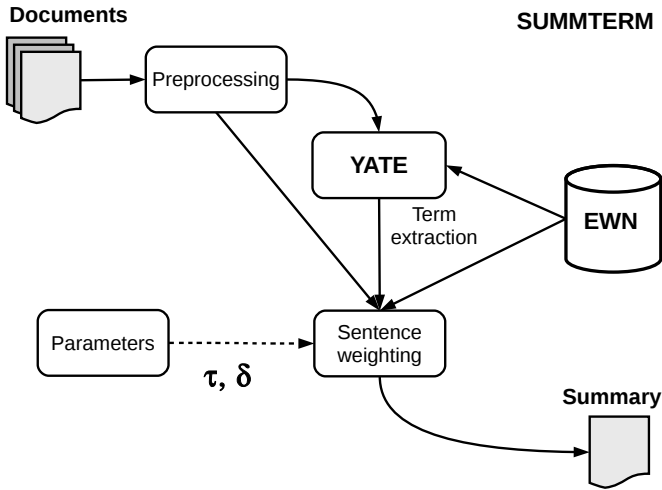 Documents
SUMMTERM
Preprocessing
YATE
Term
extraction
EWN
Parameters
τ, δ
Sentence
weighting
Summary